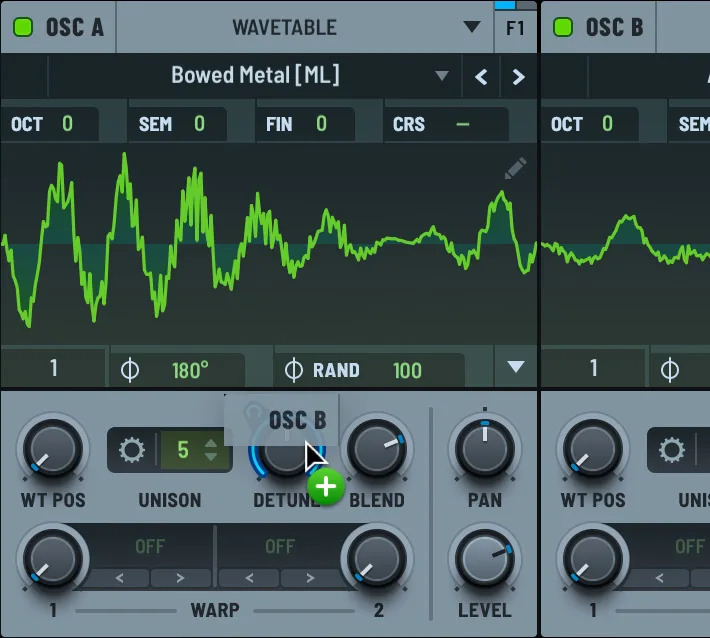 OSC A WAVETABLE F1 OSC B
Bowed Metal [ML]
OCT 0 SEM 0 FIN 0 CRS – OCT 0 SEM
1 180° RAND 100 1
OSC B
5
WT POS UNISON DETUNE BLEND PAN WT POS UNIS
OFF OFF OFF
< > < > <
1 WARP 2 LEVEL 1